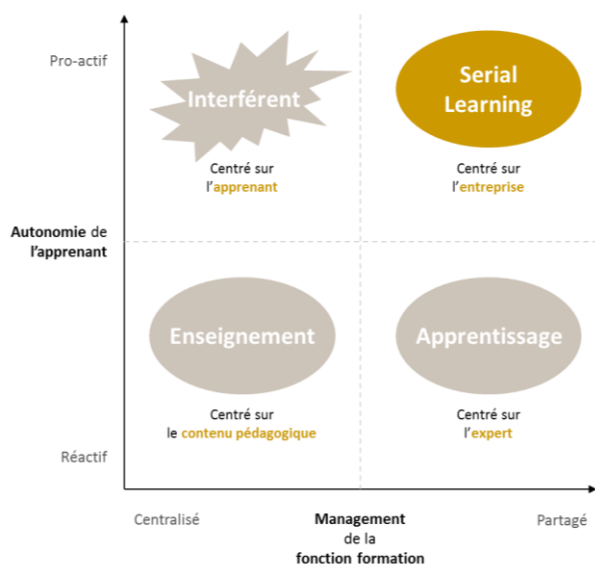 Pro-actif
Interférent
Serial
Learning
Centré sur
l'apprenant
Centré sur
l'entreprise
Autonomie de
l'apprenant
Enseignement
Apprentissage
Centré sur
le contenu pédagogique
Centré sur
l'expert
Réactif
Centralisé
Management
de la
fonction formation
Partagé